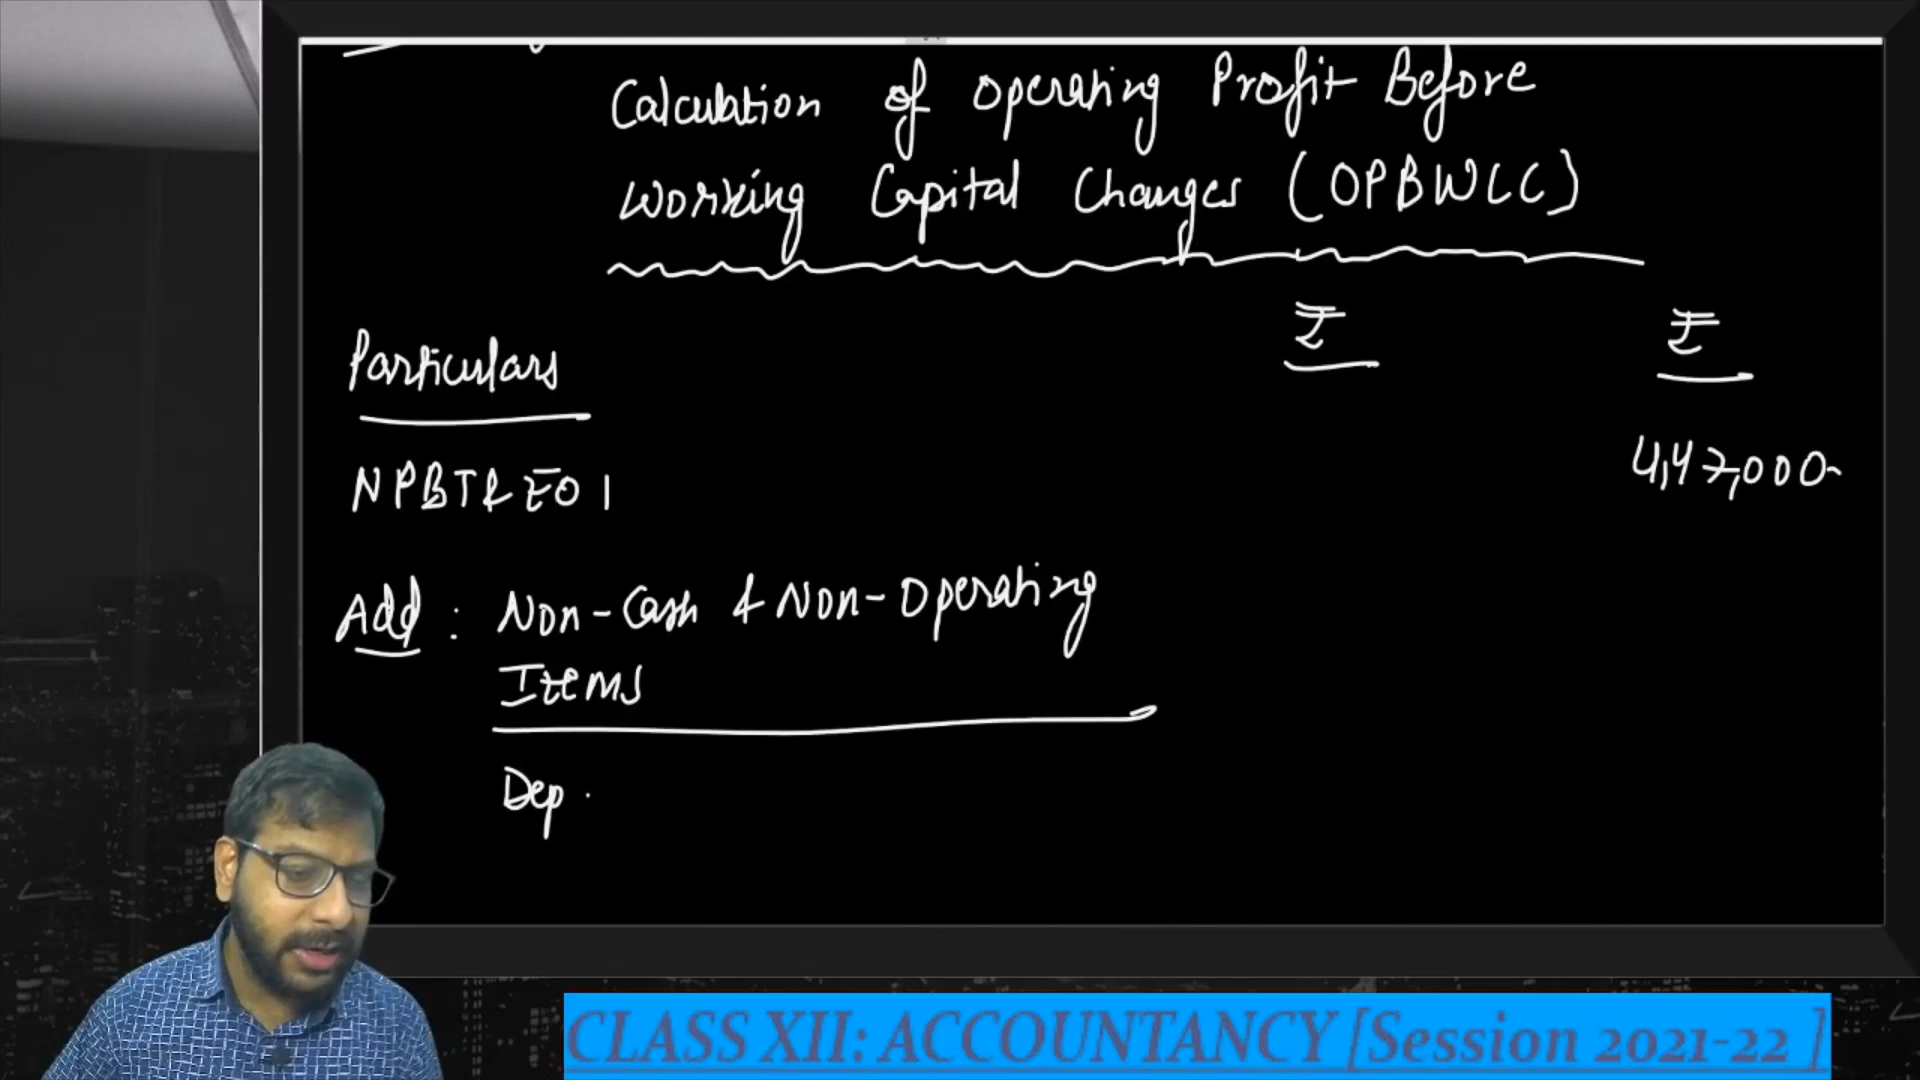 Calculation of Operating Profit Before
Working Capital Changes (OPBWCC)
₹ ₹
Particulars
NPBT & EOI 4,47,000
Add : Non-Cash & Non-Operating
Items
Dep.
CLASS XII: ACCOUNTANCY [Session 2021-22 ]